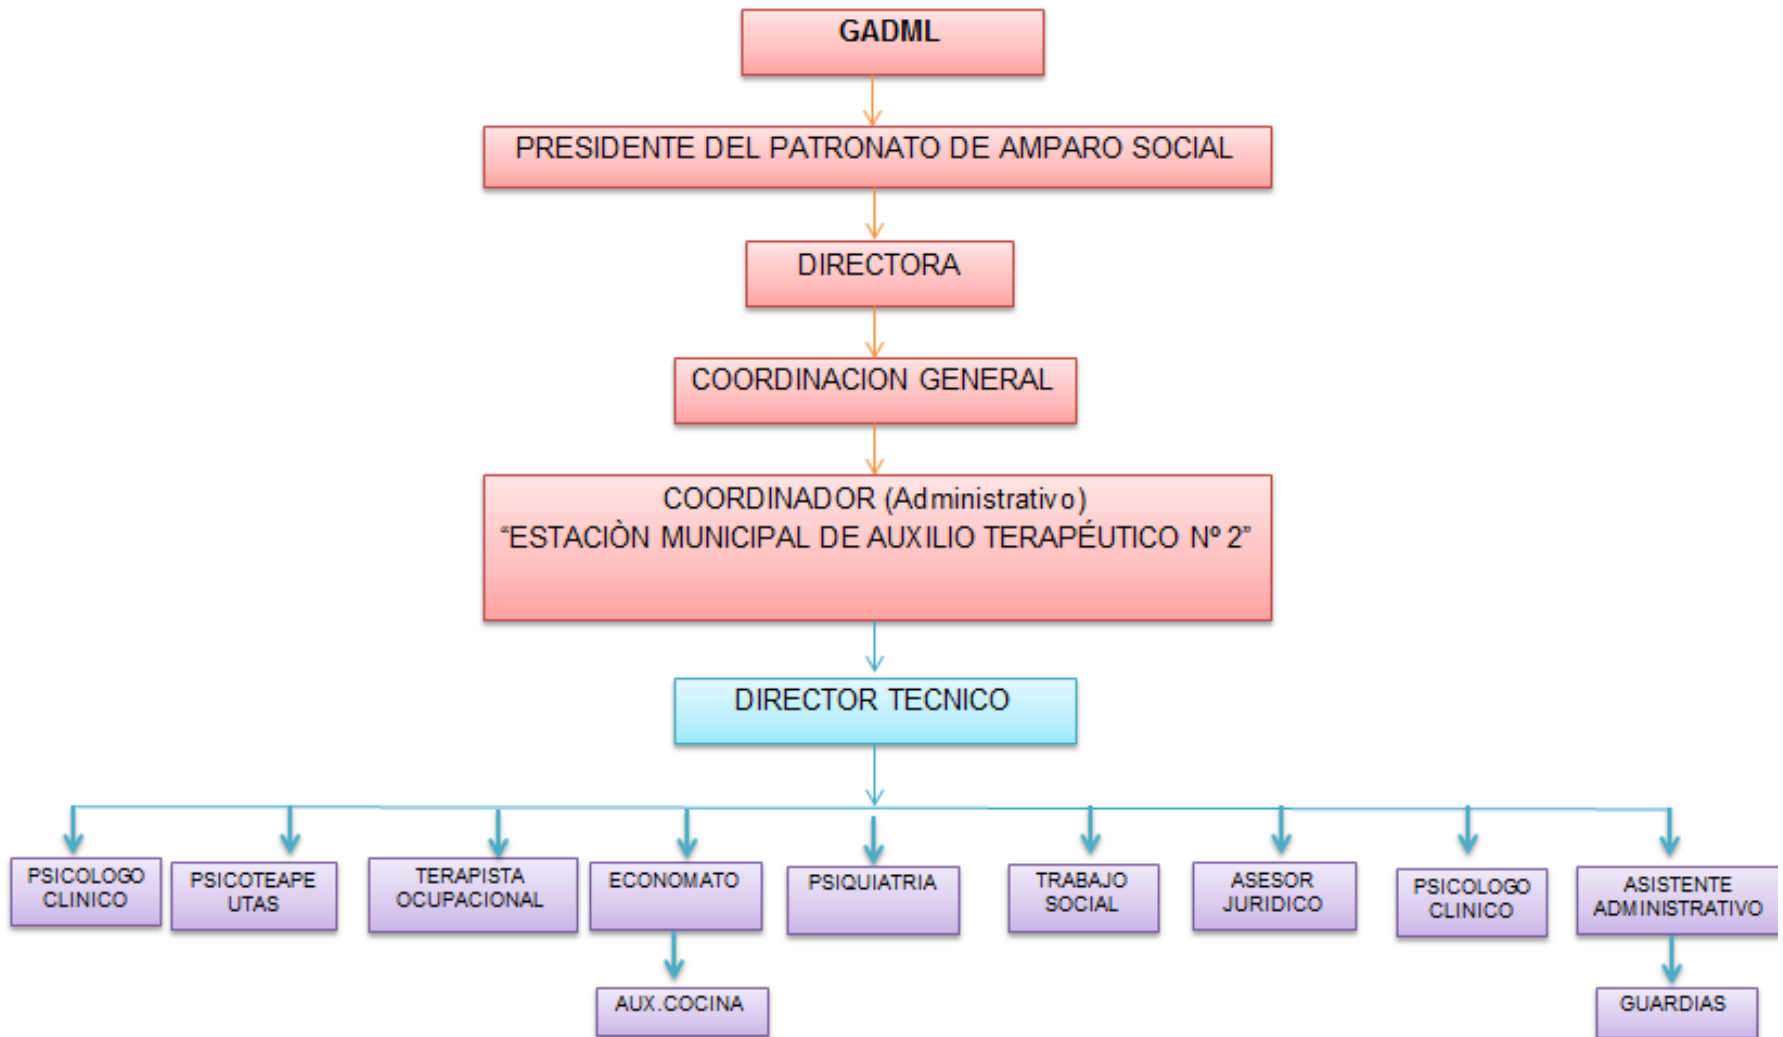 GADML
PRESIDENTE DEL PATRONATO DE AMPARO SOCIAL
DIRECTORA
COORDINACION GENERAL
COORDINADOR (Administrativo)
“ESTACIÒN MUNICIPAL DE AUXILIO TERAPÉUTICO Nº 2”
DIRECTOR TECNICO
PSICOLOGO
CLINICO
PSICOTEAPE
UTAS
TERAPISTA
OCUPACIONAL
ECONOMATO
PSIQUIATRIA
TRABAJO
SOCIAL
ASESOR
JURIDICO
PSICOLOGO
CLINICO
ASISTENTE
ADMINISTRATIVO
AUX.COCINA
GUARDIAS